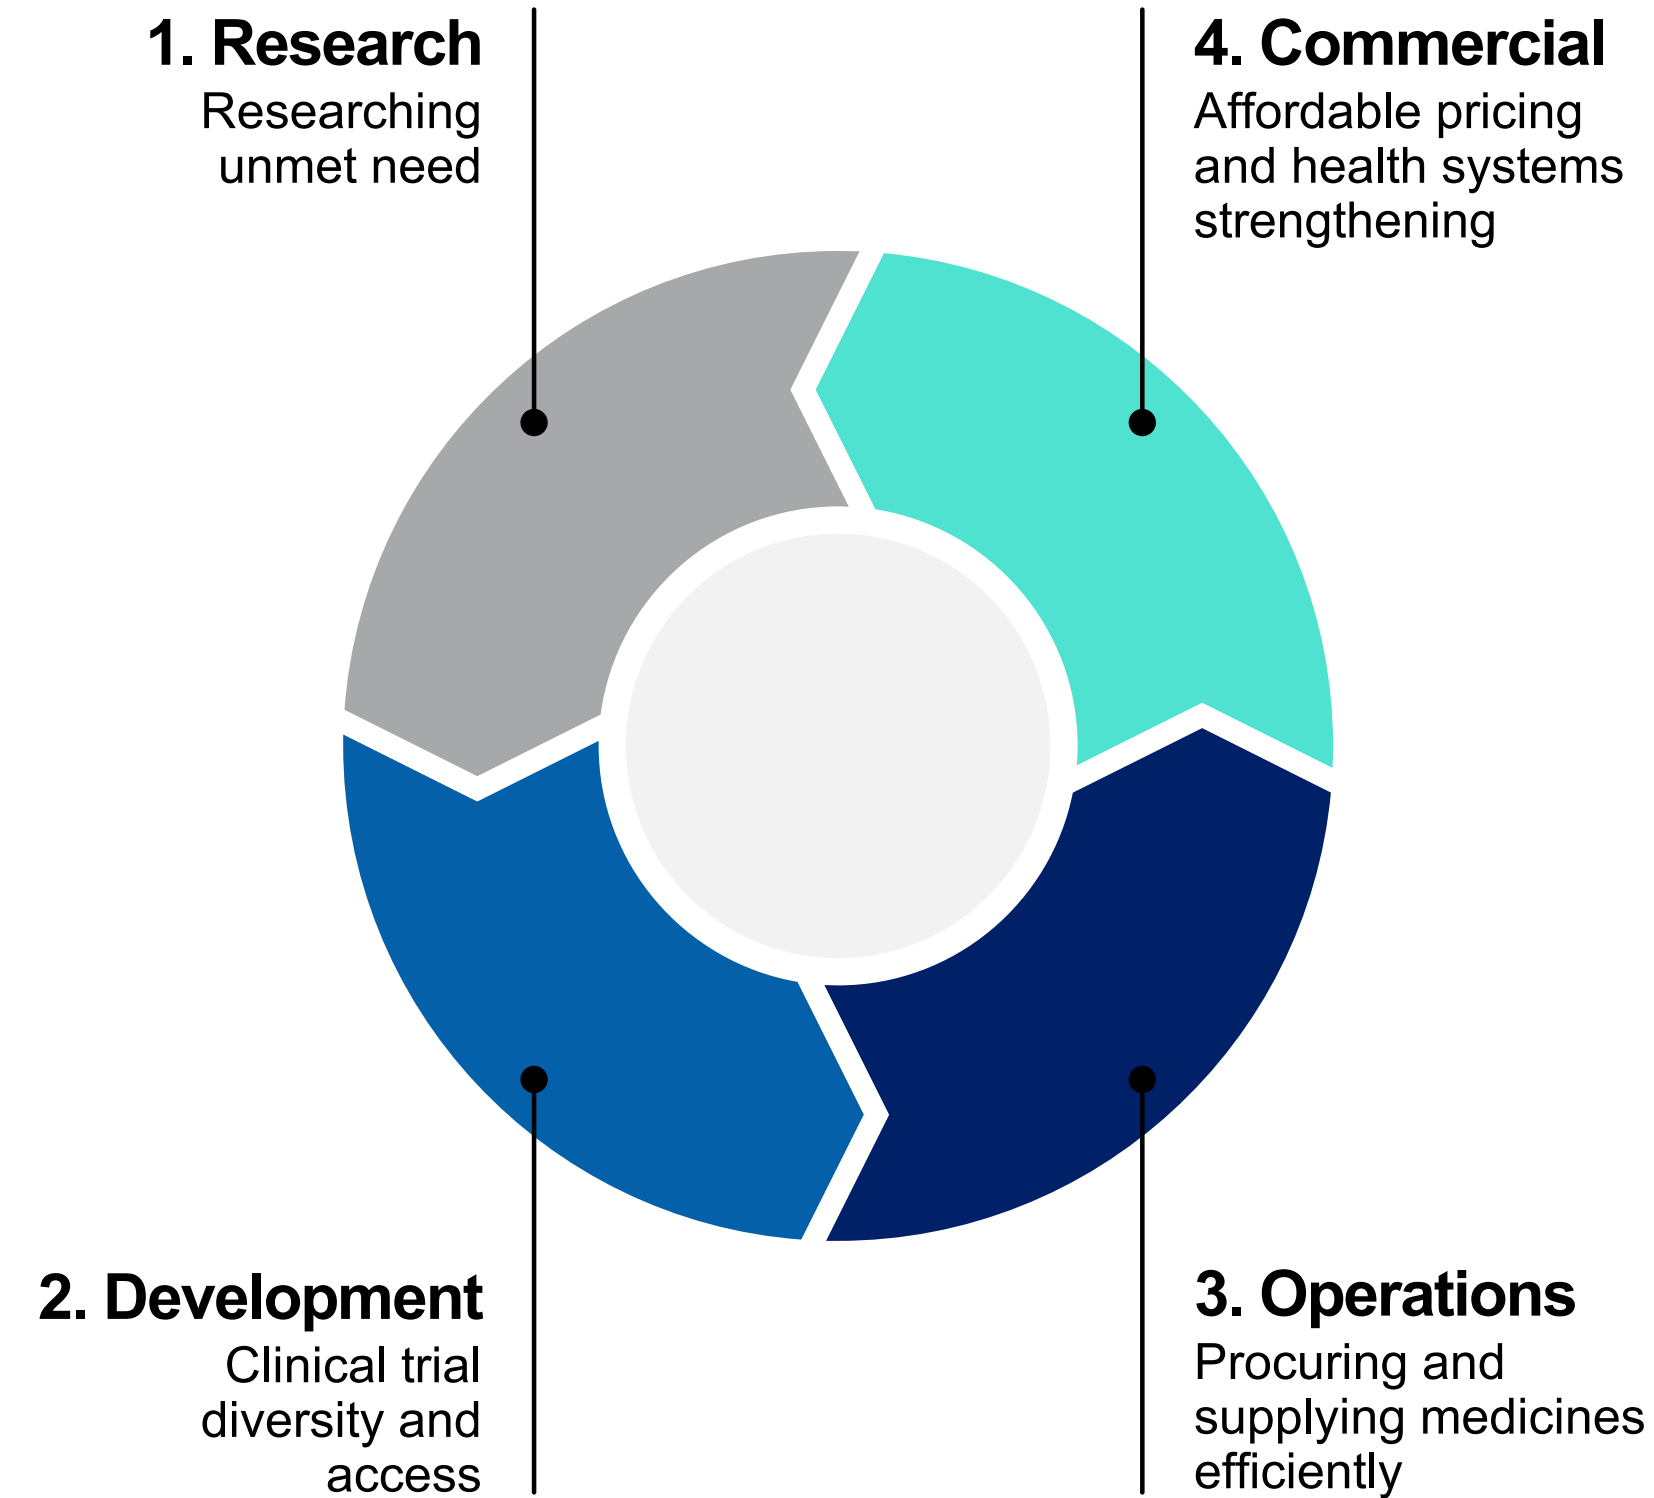 1. Research
Researching
unmet need
4. Commercial
Affordable pricing
and health systems
strengthening
2. Development
Clinical trial
diversity and
access
3. Operations
Procuring and
supplying medicines
efficiently